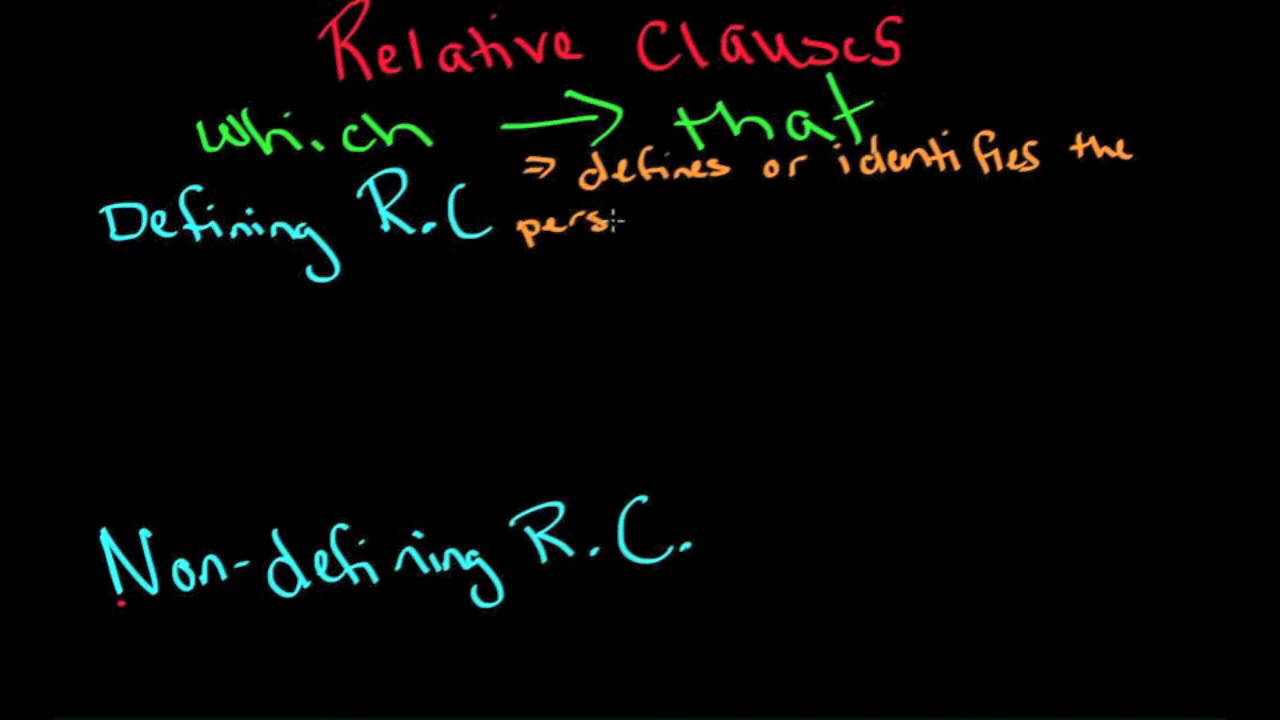 Relative Clauses
which → that
⇒ defines or identifies the
Defining R.C pers
Non-defining R.C.